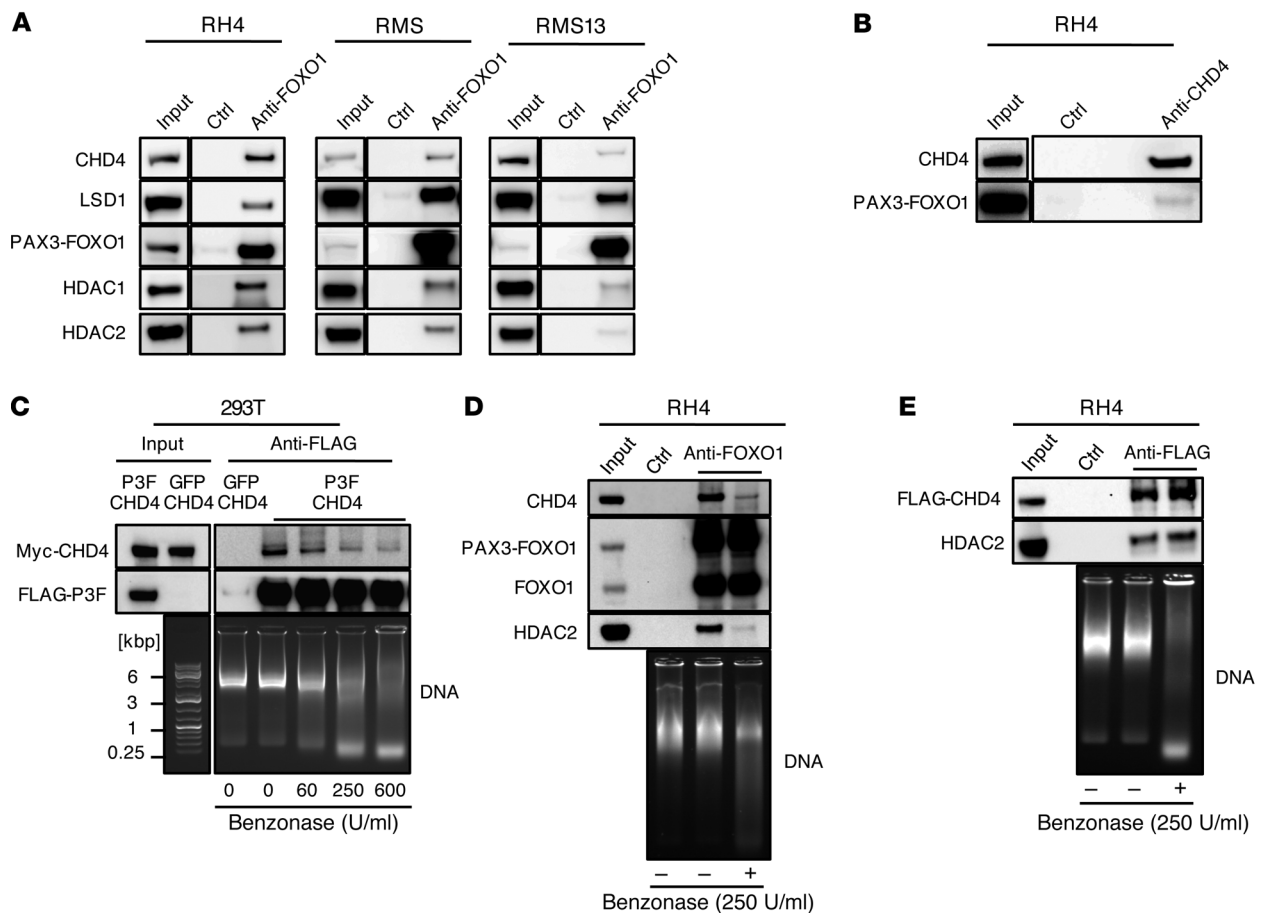 A
RH4
RMS
RMS13
Input
Ctrl
Anti-FOXO1
Input
Ctrl
Anti-FOXO1
Input
Ctrl
Anti-FOXO1
CHD4
LSD1
PAX3-FOXO1
HDAC1
HDAC2
B
RH4
Input
Ctrl
Anti-CHD4
CHD4
PAX3-FOXO1
C
293T
Input
Anti-FLAG
P3F GFP GFP P3F
CHD4 CHD4 CHD4 CHD4
Myc-CHD4
FLAG-P3F
[kbp]
6
3
1
0.25
DNA
0 0 60 250 600
Benzonase (U/ml)
D
RH4
Input
Ctrl
Anti-FOXO1
CHD4
PAX3-FOXO1
FOXO1
HDAC2
DNA
– – +
Benzonase (250 U/ml)
E
RH4
Input
Ctrl
Anti-FLAG
FLAG-CHD4
HDAC2
DNA
– – +
Benzonase (250 U/ml)